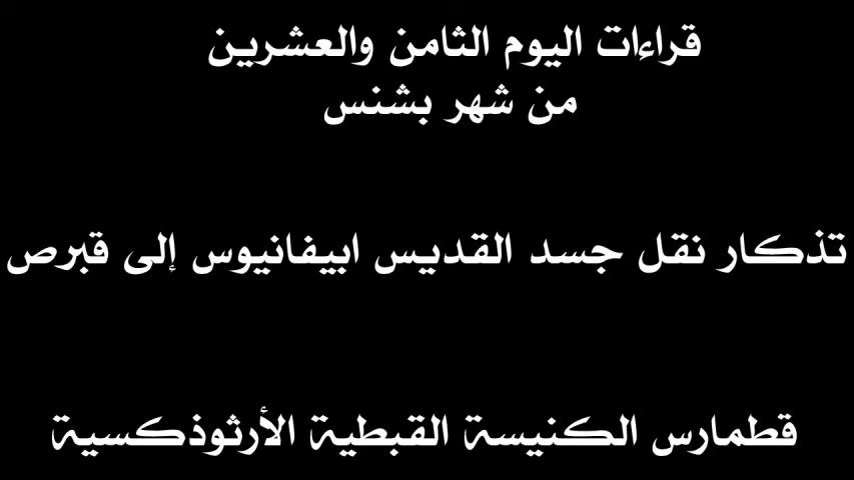 قراءات اليوم الثامن والعشرين
من شهر بشنس
تذكار نقل جسد القديس ابيفانيوس إلى قبرص
قطمارس الكنيسة القبطية الأرثوذكسية